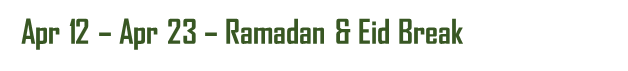 Apr 12 – Apr 23 – Ramadan & Eid Break